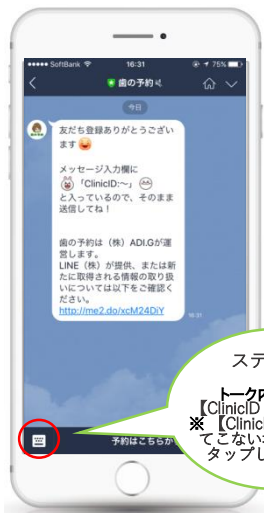 SoftBank 16:31 75%
歯の予約
今日
友だち登録ありがとうござい
ます
メッセージ入力欄に
「ClinicID:〜」
と入っているので、そのまま
送信してね！
歯の予約は（株）ADI.Gが運
営します。
LINE（株）が提供、または新
たに取得される情報の取り扱
いについては以下をご確認く
ださい。
http://me2.do/xcM24DiY
16:31
ステ
トーク内
【ClinicID
※【Clinic
てこない
タップし
予約はこちらか